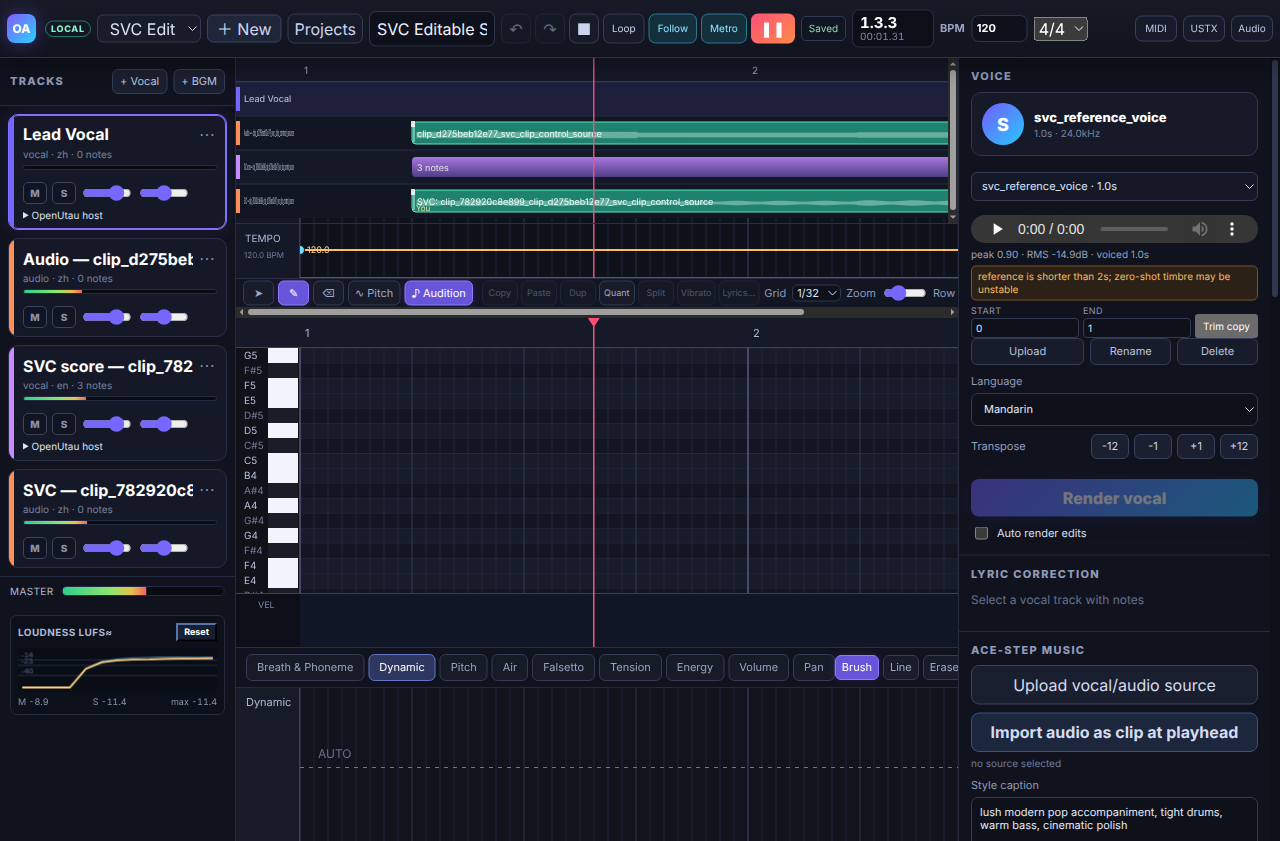 OA LOCAL SVC Edit + New Projects SVC Editable S Loop Follow Metro Saved 1.3.3 BPM 120 4/4 MIDI USTX Audio
00:01.31
TRACKS + Vocal + BGM
Lead Vocal ...
vocal · zh · 0 notes
M S
OpenUtau host
Audio — clip_d275beb ...
audio · zh · 0 notes
M S
SVC score — clip_782 ...
vocal · en · 3 notes
M S
OpenUtau host
SVC — clip_782920c8 ...
audio · zh · 0 notes
M S
MASTER
LOUDNESS LUFS≈ Reset
-14
-23
-40
M -8.9 S -11.4 max -11.4
1 2
Lead Vocal
clip_d275beb12e77_svc_clip_control_source
3 notes
SVC: clip_782920c8e899_clip_d275beb12e77_svc_clip_control_source
You
TEMPO
120.0 BPM
120.0
Pitch Audition Copy Paste Dup Quant Split Vibrato Lyrics... Grid 1/32 Zoom Row
1 2
G5
F#5
F5
E5
D#5
D5
C#5
C5
B4
A#4
A4
G#4
G4
F#4
F4
E4
VEL
Breath & Phoneme Dynamic Pitch Air Falsetto Tension Energy Volume Pan Brush Line Erase
Dynamic
AUTO
VOICE
S svc_reference_voice
1.0s · 24.0kHz
svc_reference_voice · 1.0s
0:00 / 0:00
peak 0.90 · RMS -14.9dB · voiced 1.0s
reference is shorter than 2s; zero-shot timbre may be
unstable
START END
0 1 Trim copy
Upload Rename Delete
Language
Mandarin
Transpose -12 -1 +1 +12
Render vocal
Auto render edits
LYRIC CORRECTION
Select a vocal track with notes
ACE-STEP MUSIC
Upload vocal/audio source
Import audio as clip at playhead
no source selected
Style caption
lush modern pop accompaniment, tight drums,
warm bass, cinematic polish